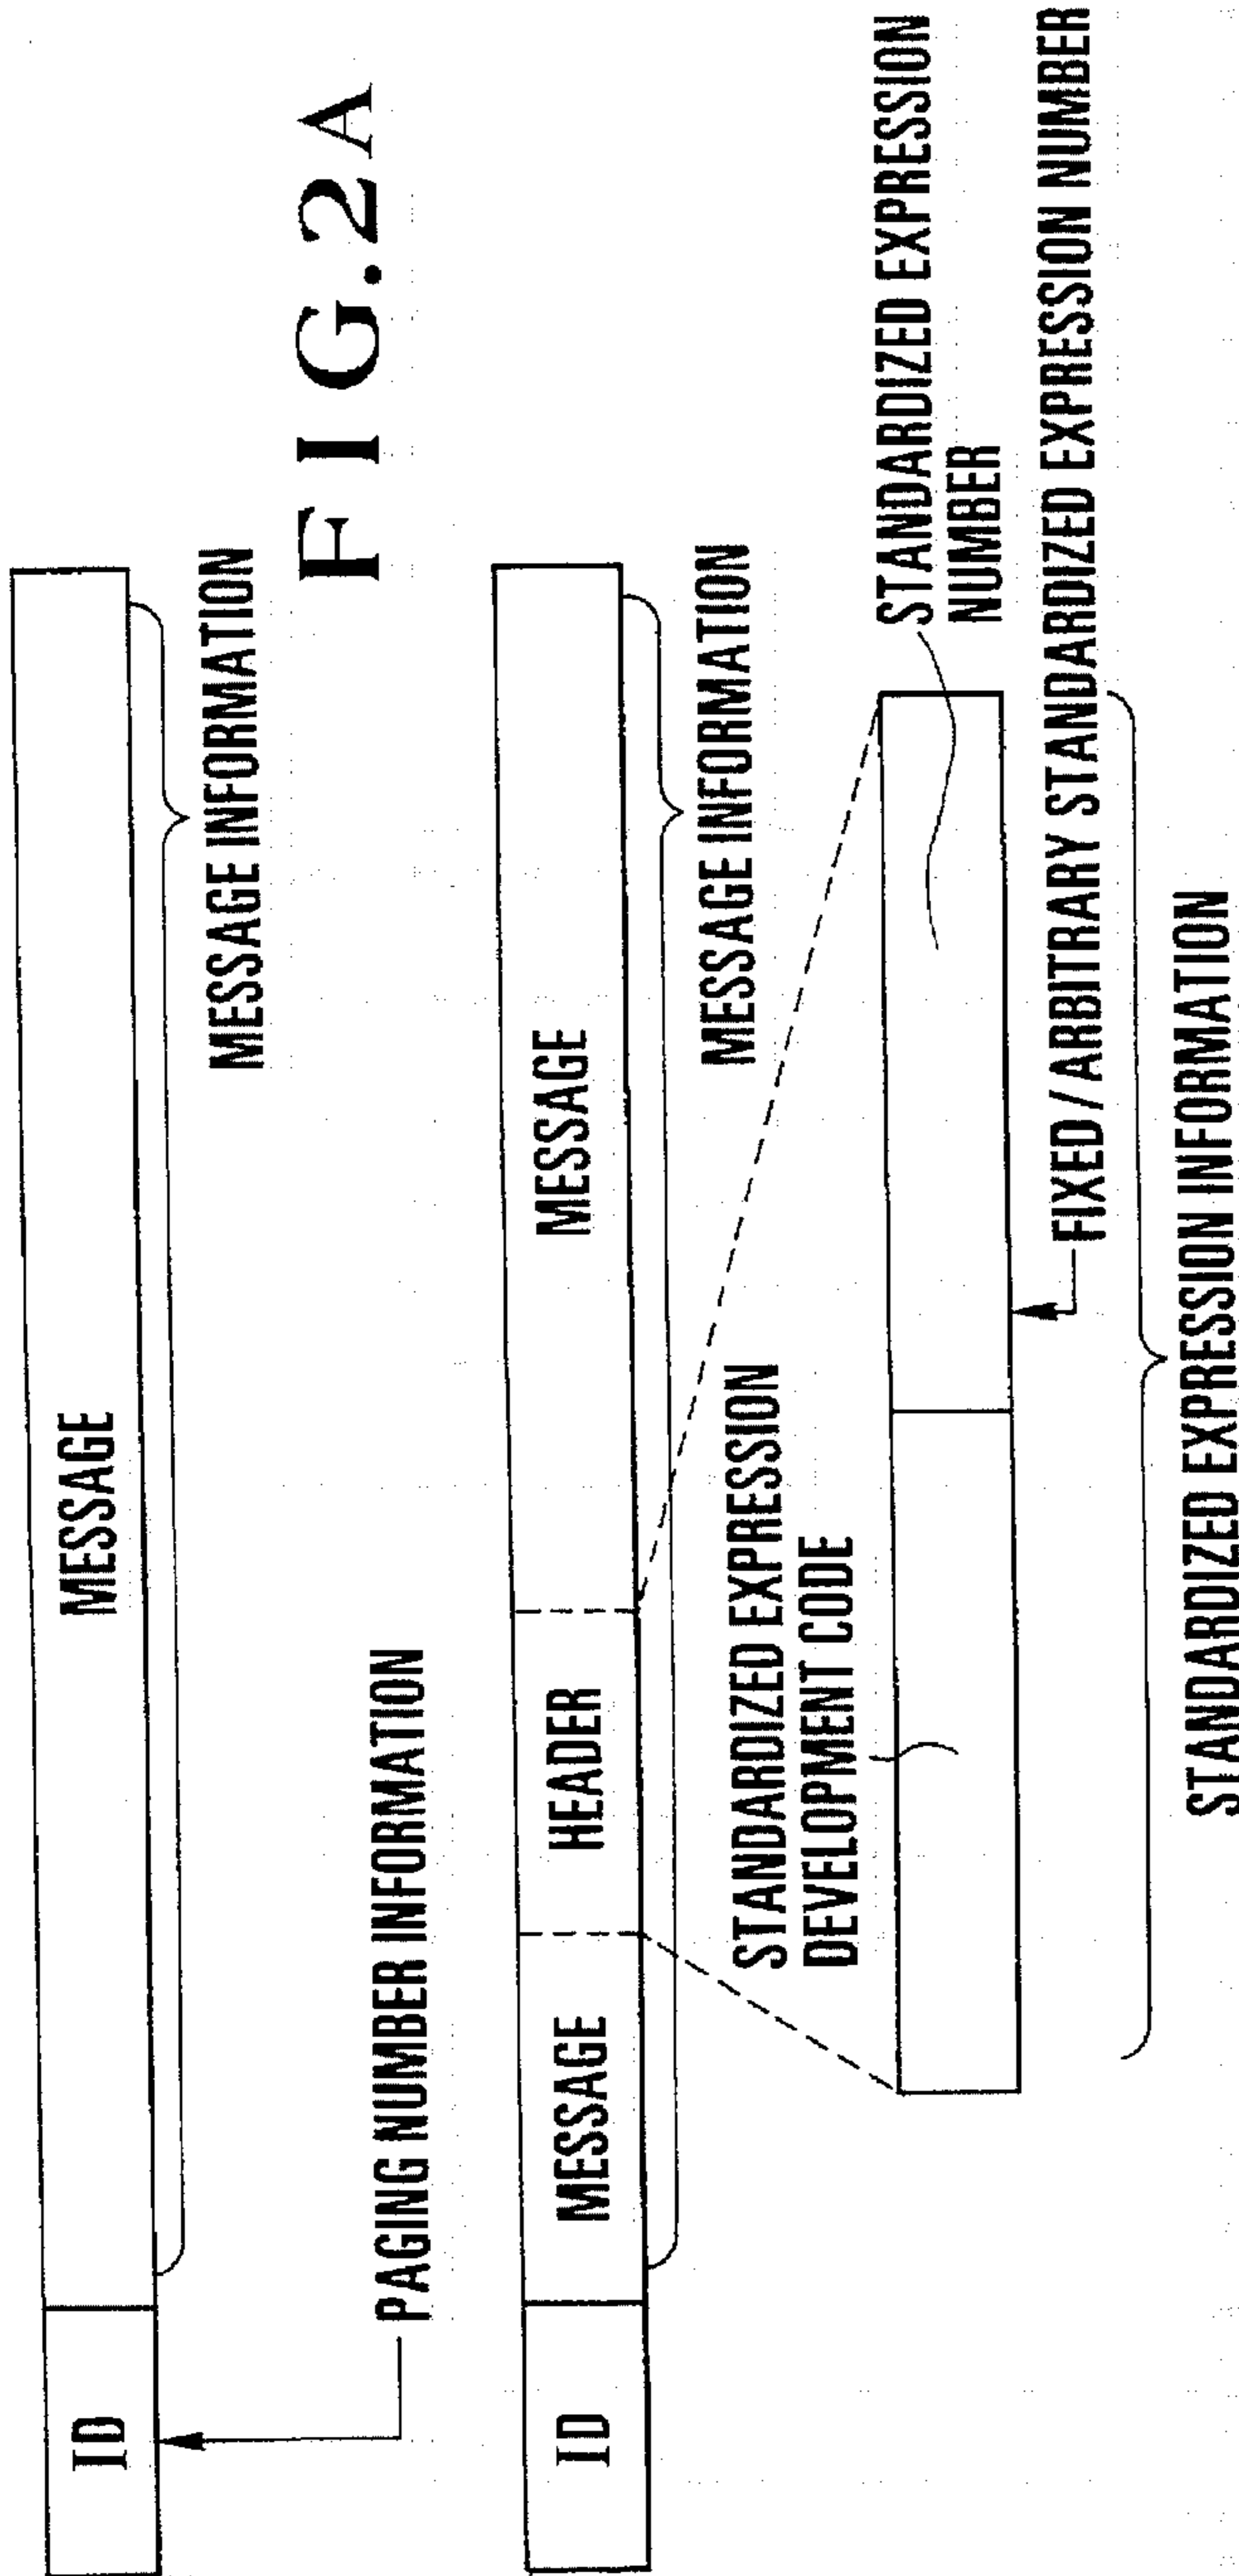 ID
MESSAGE
MESSAGE INFORMATION
PAGING NUMBER INFORMATION
FIG.2A
ID
MESSAGE
HEADER
MESSAGE
MESSAGE INFORMATION
STANDARDIZED EXPRESSION
DEVELOPMENT CODE
STANDARDIZED EXPRESSION
NUMBER
FIXED/ARBITRARY STANDARDIZED EXPRESSION NUMBER
STANDARDIZED EXPRESSION INFORMATION